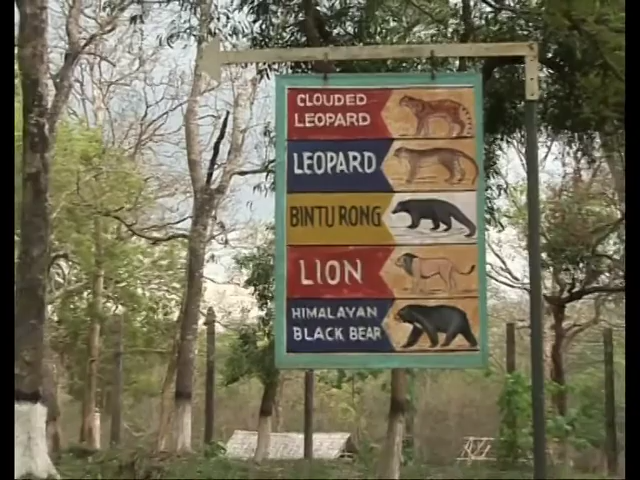 CLOUDED
LEOPARD
LEOPARD
BINTU RONG
LION
HIMALAYAN
BLACK BEAR